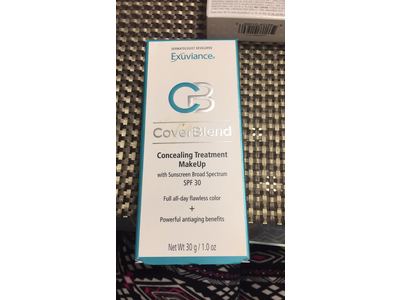 DERMATOLOGIST DEVELOPED
Exuviance®
CB
CoverBlend
Concealing Treatment
MakeUp
with Sunscreen Broad Spectrum
SPF 30
Full all-day flawless color
+
Powerful antiaging benefits
Net Wt 30 g / 1.0 oz